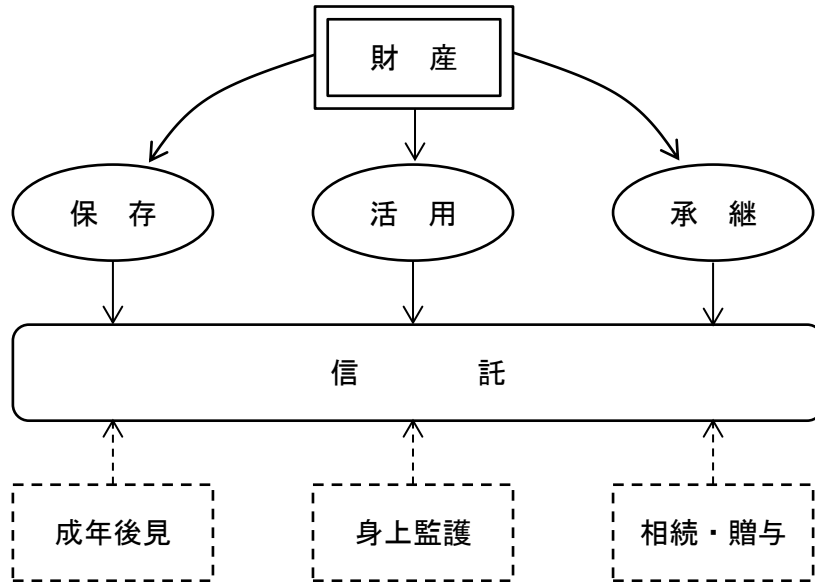 財　産
保　存
活　用
承　継
信　託
成年後見
身上監護
相続・贈与